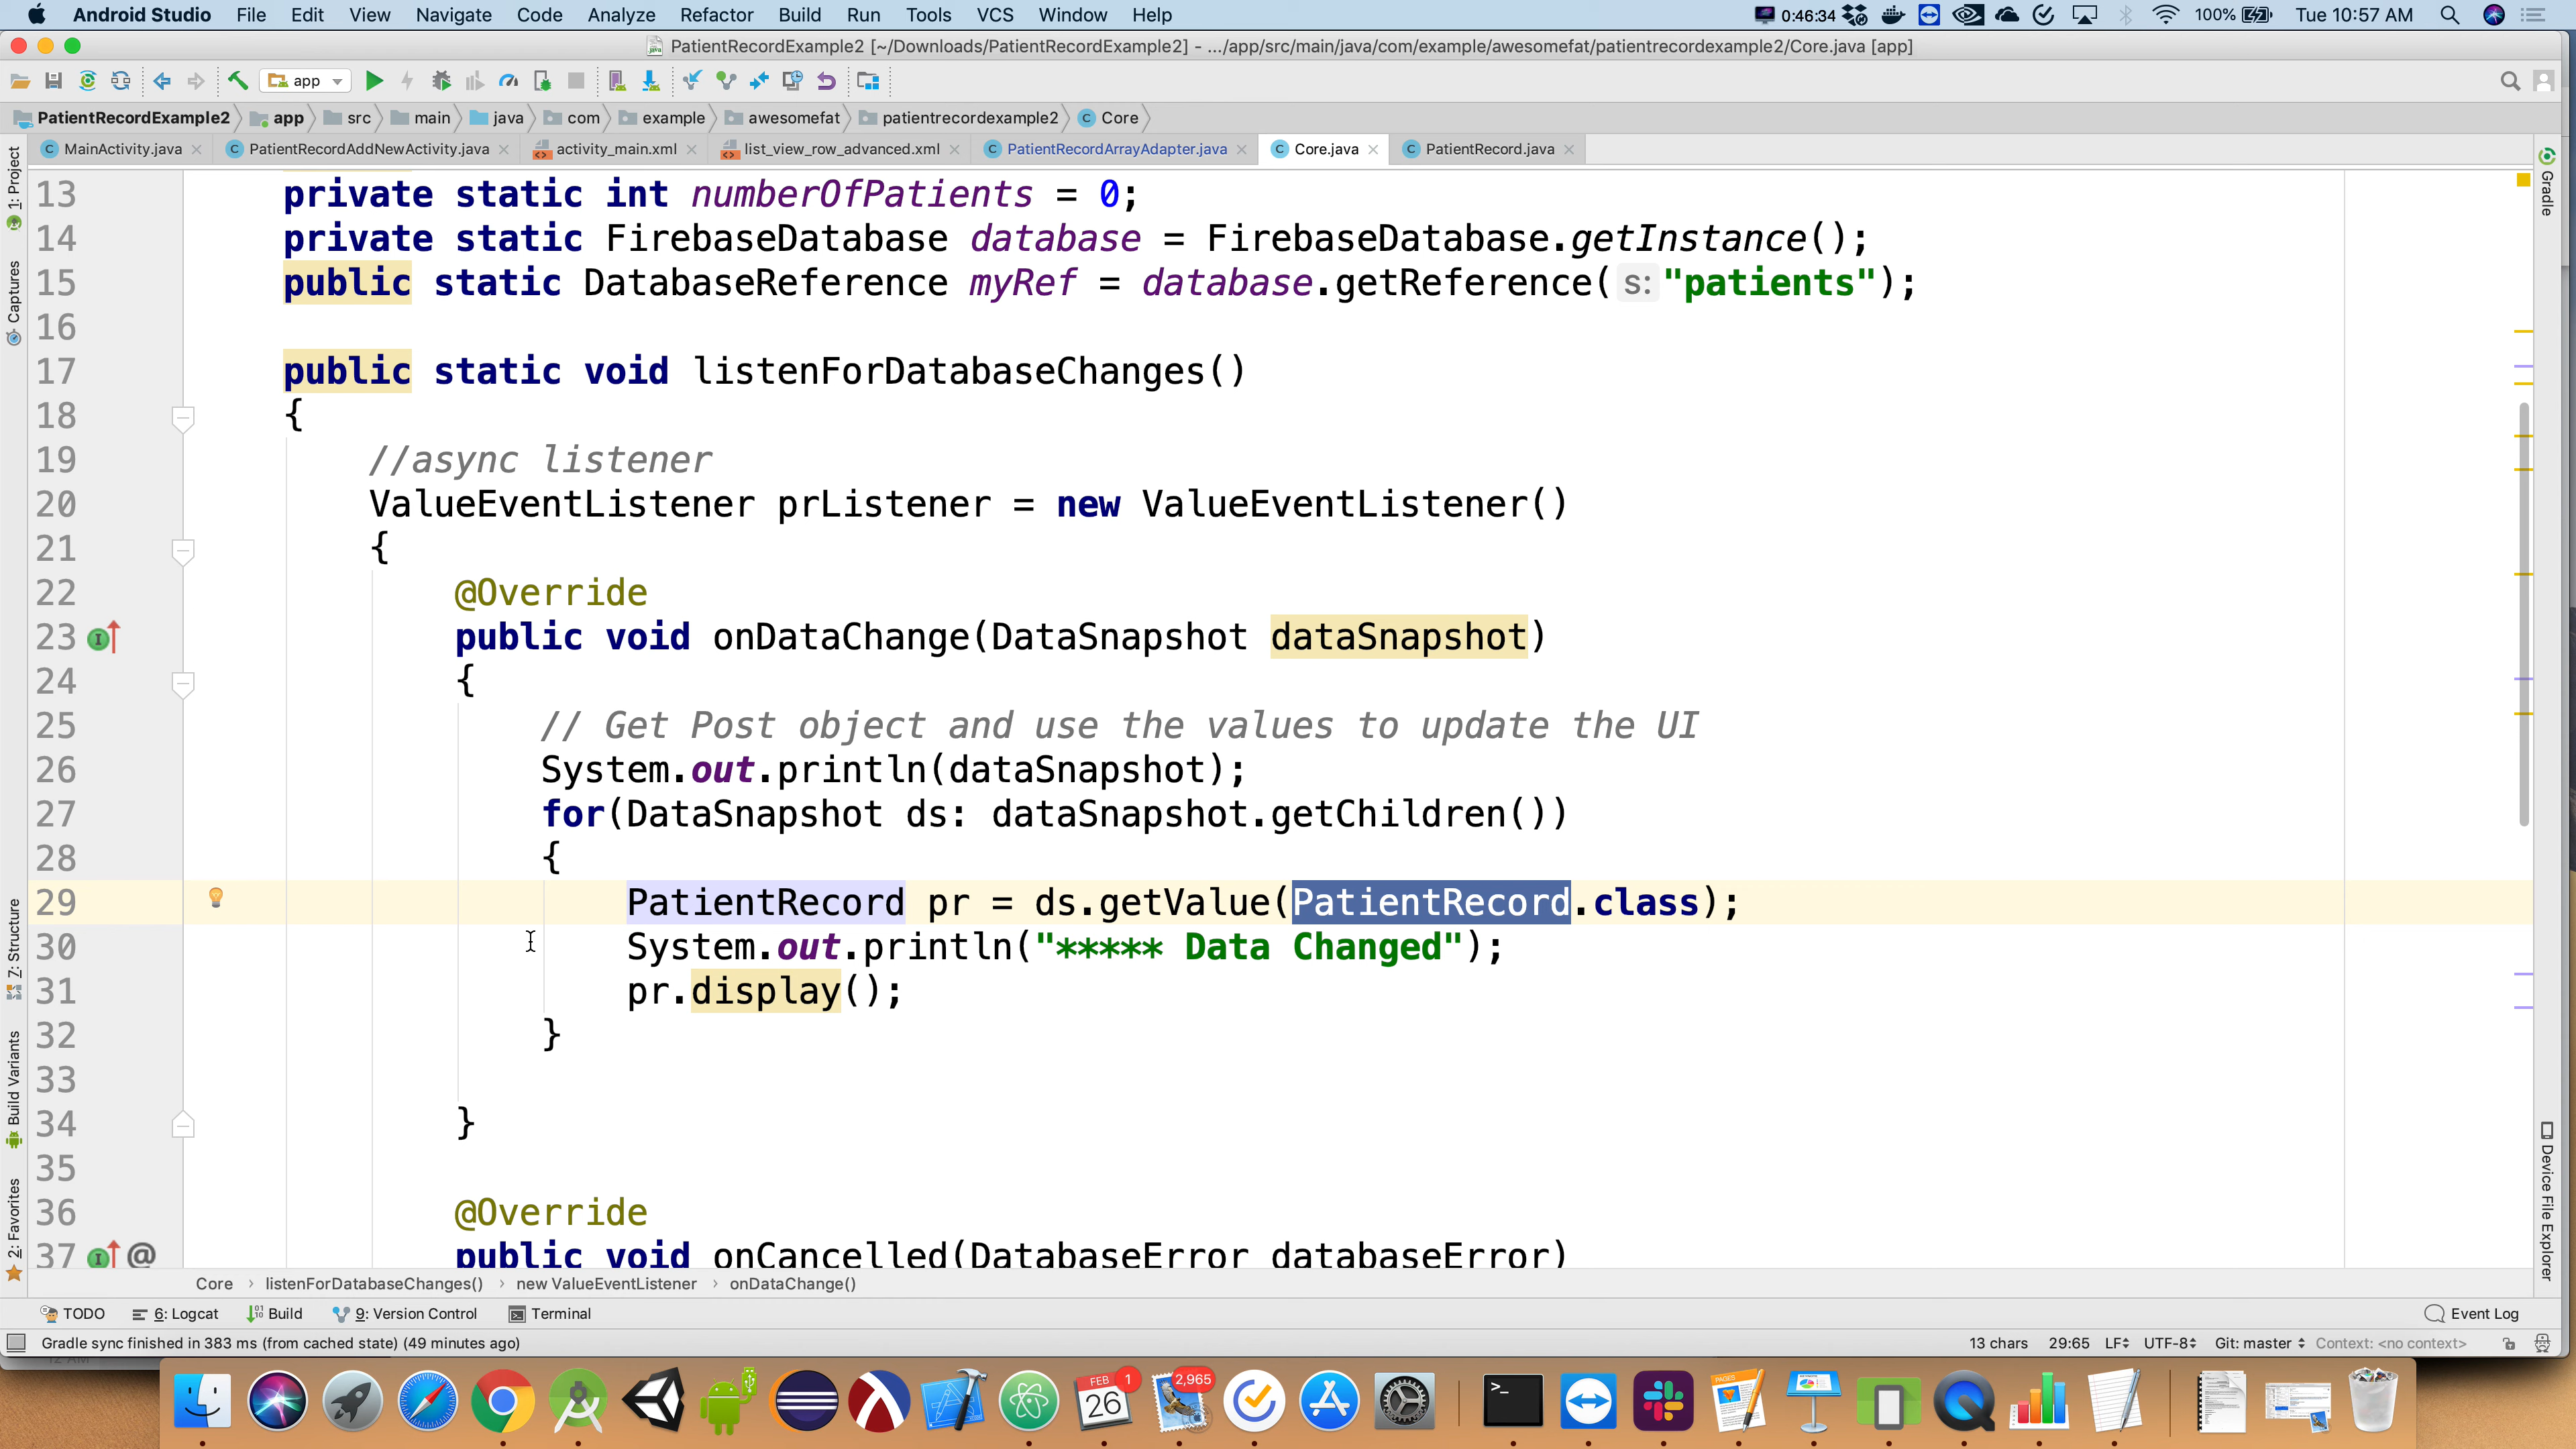 Android Studio File Edit View Navigate Code Analyze Refactor Build Run Tools VCS Window Help 0:46:34 100% Tue 10:57 AM
PatientRecordExample2 [~/Downloads/PatientRecordExample2] - .../app/src/main/java/com/example/awesomefat/patientrecordexample2/Core.java [app]
app
PatientRecordExample2 app src main java com example awesomefat patientrecordexample2 Core
MainActivity.java PatientRecordAddNewActivity.java activity_main.xml list_view_row_advanced.xml PatientRecordArrayAdapter.java Core.java PatientRecord.java
1: Project
Captures
7: Structure
Build Variants
2: Favorites
13 private static int numberOfPatients = 0;
14 private static FirebaseDatabase database = FirebaseDatabase.getInstance();
15 public static DatabaseReference myRef = database.getReference( s: "patients");
16
17 public static void listenForDatabaseChanges()
18 {
19 //async listener
20 ValueEventListener prListener = new ValueEventListener()
21 {
22 @Override
23 public void onDataChange(DataSnapshot dataSnapshot)
24 {
25 // Get Post object and use the values to update the UI
26 System.out.println(dataSnapshot);
27 for(DataSnapshot ds: dataSnapshot.getChildren())
28 {
29 PatientRecord pr = ds.getValue(PatientRecord.class);
30 System.out.println("***** Data Changed");
31 pr.display();
32 }
33
34 }
35
36 @Override
37 @ public void onCancelled(DatabaseError databaseError)
Gradle
Device File Explorer
Core › listenForDatabaseChanges() › new ValueEventListener › onDataChange()
TODO 6: Logcat Build 9: Version Control Terminal Event Log
Gradle sync finished in 383 ms (from cached state) (49 minutes ago) 13 chars 29:65 LF UTF-8 Git: master Context: <no context>
FEB 26 1 2,965
PAGES